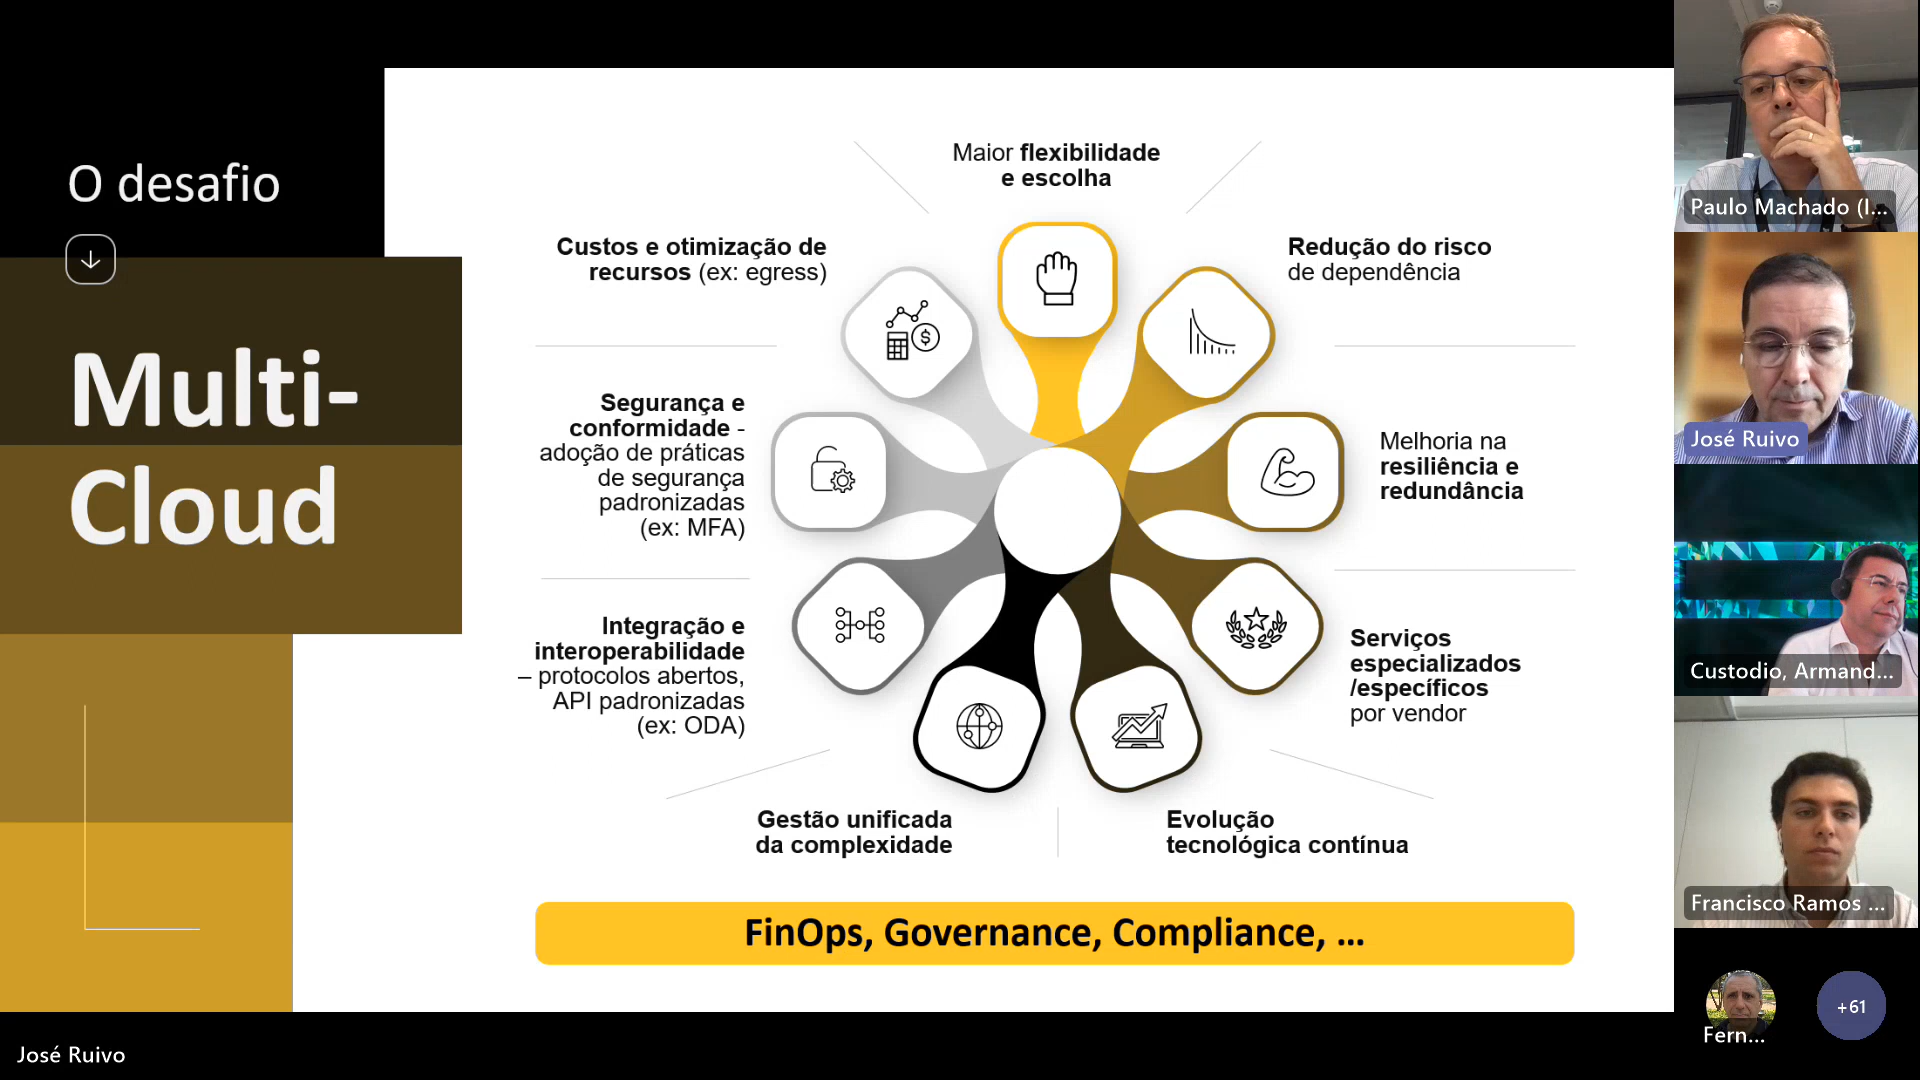 O desafio
Multi-
Cloud
Maior flexibilidade
e escolha
Custos e otimização de
recursos (ex: egress)
Redução do risco
de dependência
Segurança e
conformidade -
adoção de práticas
de segurança
padronizadas
(ex: MFA)
Melhoria na
resiliência e
redundância
Integração e
interoperabilidade
– protocolos abertos,
API padronizadas
(ex: ODA)
Serviços
especializados
/específicos
por vendor
Gestão unificada
da complexidade
Evolução
tecnológica contínua
FinOps, Governance, Compliance, ...
Paulo Machado (I...
José Ruivo
Custodio, Armand...
Francisco Ramos ...
Fern...
+61
José Ruivo